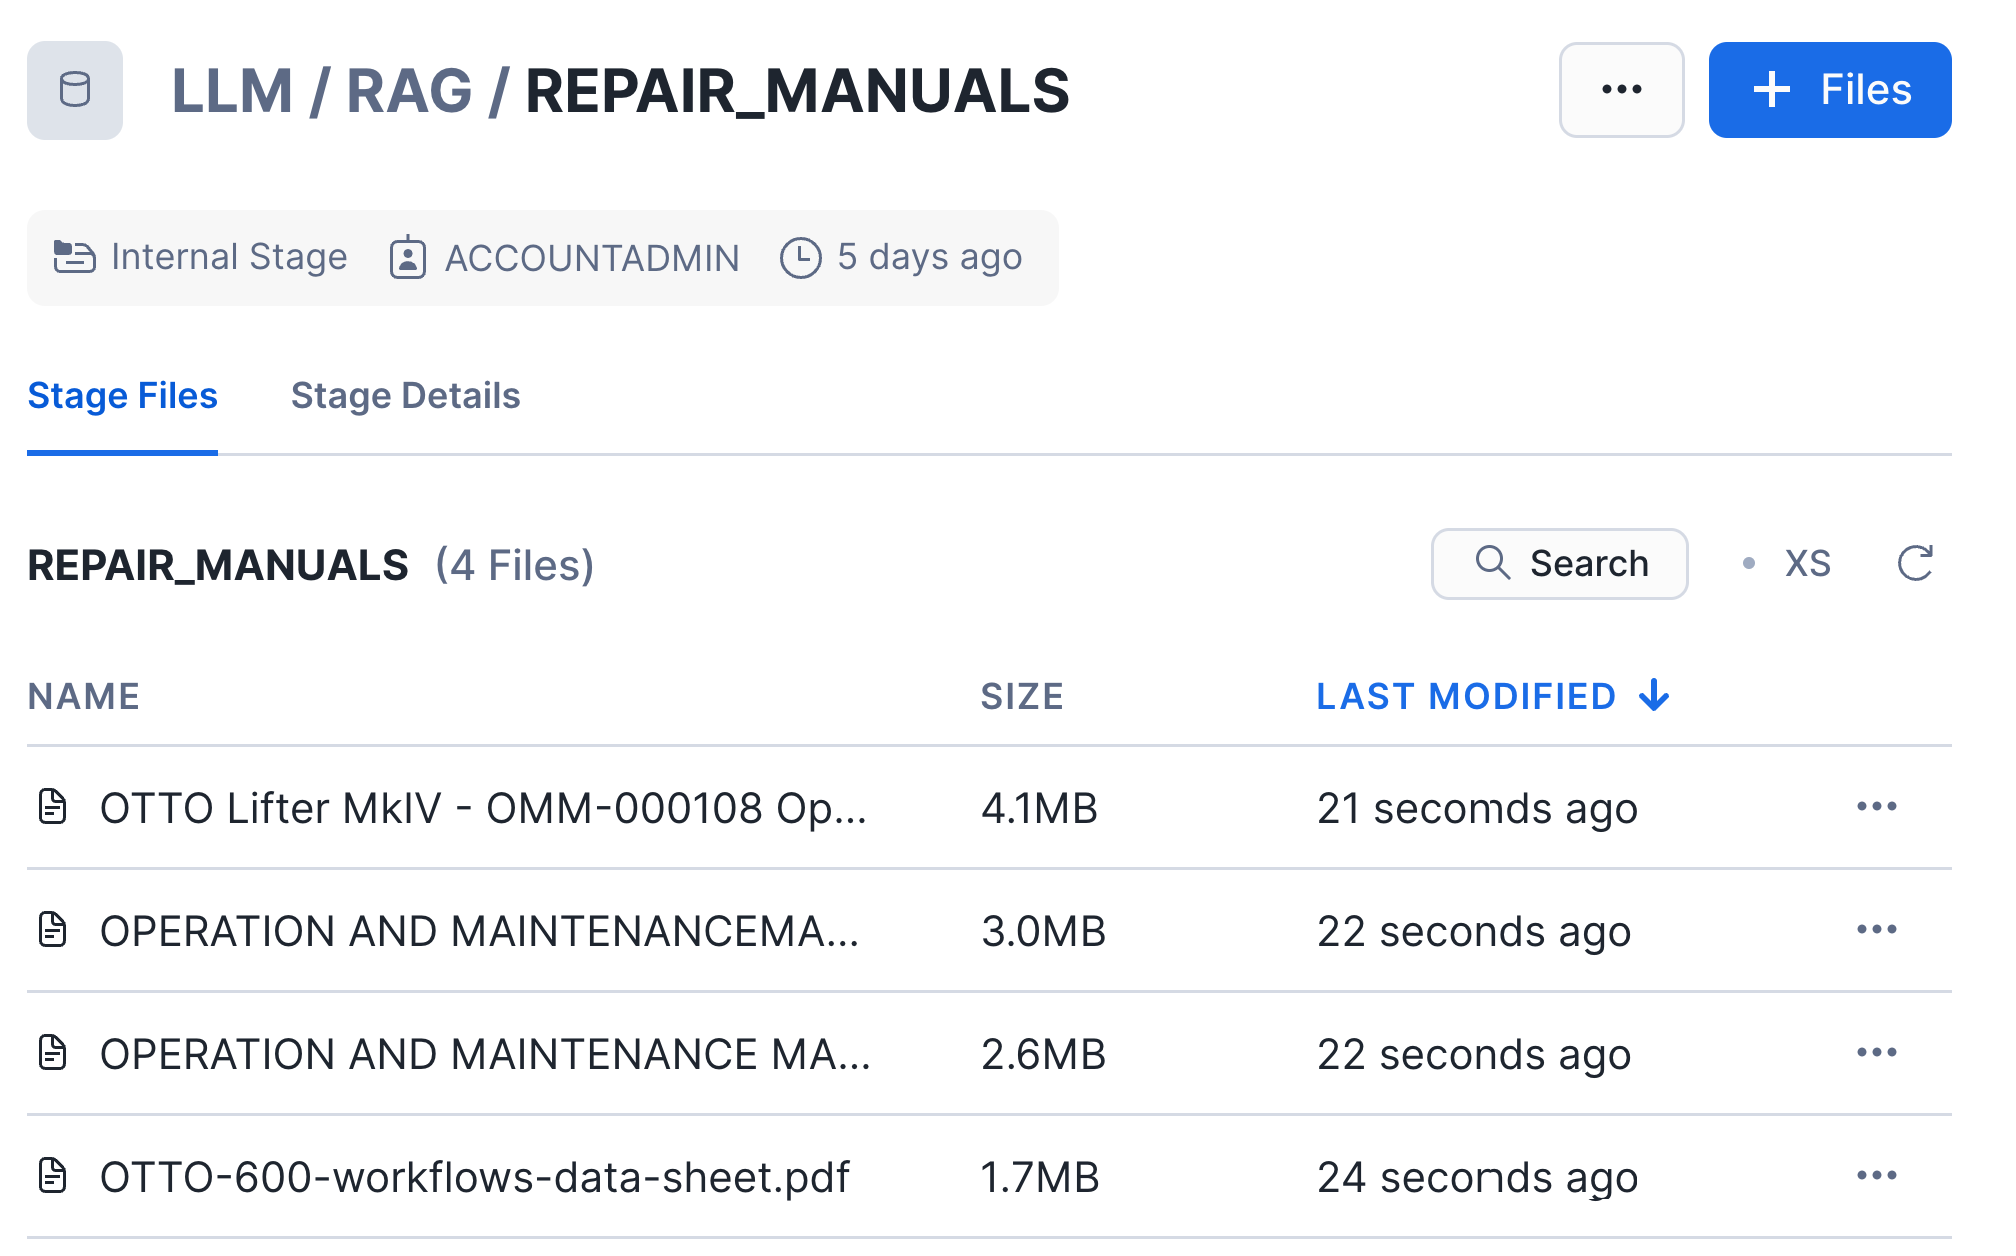 LLM / RAG / REPAIR_MANUALS
... + Files
Internal Stage ACCOUNTADMIN 5 days ago
Stage Files Stage Details
REPAIR_MANUALS (4 Files)
Search • XS
NAME SIZE LAST MODIFIED ↓
OTTO Lifter MkIV - OMM-000108 Op... 4.1MB 21 seconds ago ...
OPERATION AND MAINTENANCEMA... 3.0MB 22 seconds ago ...
OPERATION AND MAINTENANCE MA... 2.6MB 22 seconds ago ...
OTTO-600-workflows-data-sheet.pdf 1.7MB 24 seconds ago ...